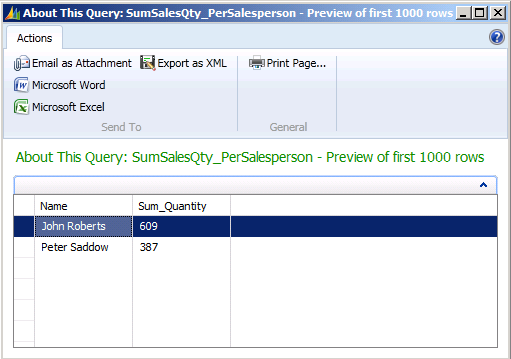 About This Query: SumSalesQty_PerSalesperson - Preview of first 1000 rows
Actions
Email as Attachment Export as XML Print Page...
Microsoft Word
Microsoft Excel
Send To General
About This Query: SumSalesQty_PerSalesperson - Preview of first 1000 rows
Name Sum_Quantity
John Roberts 609
Peter Saddow 387